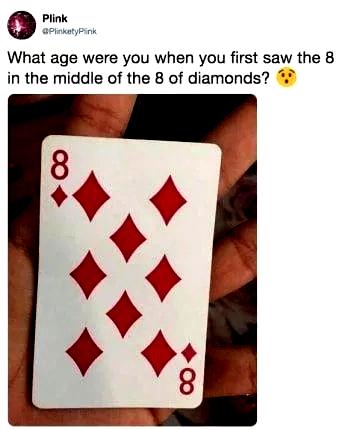 Plink
@PlinketyPlink
What age were you when you first saw the 8
in the middle of the 8 of diamonds? 😯
8
8